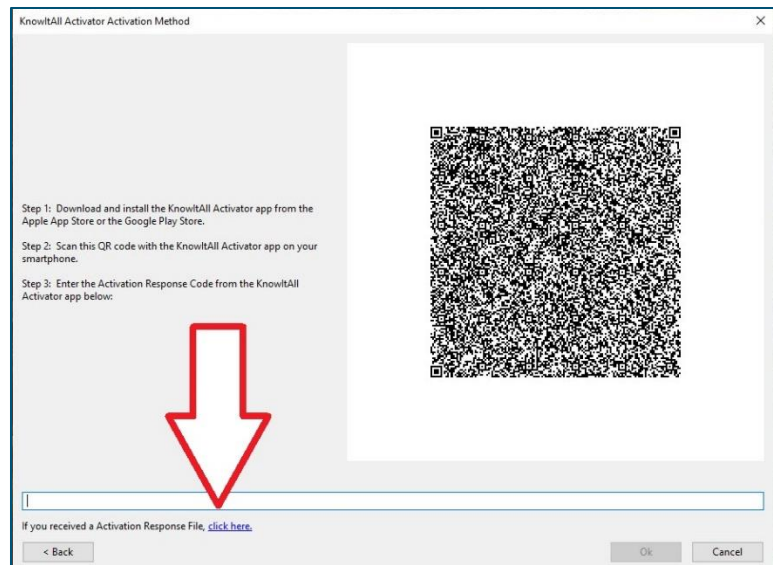 KnowItAll Activator Activation Method
Step 1: Download and install the KnowItAll Activator app from the
Apple App Store or the Google Play Store.
Step 2: Scan this QR code with the KnowItAll Activator app on your
smartphone.
Step 3: Enter the Activation Response Code from the KnowItAll
Activator app below:
If you received a Activation Response File, click here.
< Back
Ok
Cancel